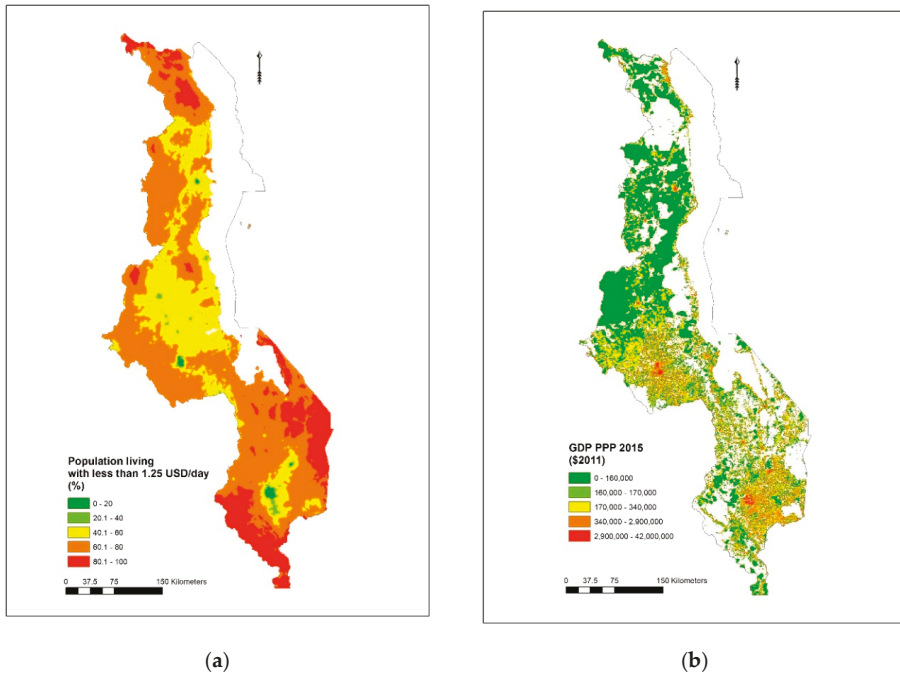 Population living
with less than 1.25 USD/day
(%)
0 - 20
20.1 - 40
40.1 - 60
60.1 - 80
80.1 - 100
0 37.5 75 150 Kilometers
(a)
GDP PPP 2015
($2011)
0 - 160,000
160,000 - 170,000
170,000 - 340,000
340,000 - 2,900,000
2,900,000 - 42,000,000
0 37.5 75 150 Kilometers
(b)